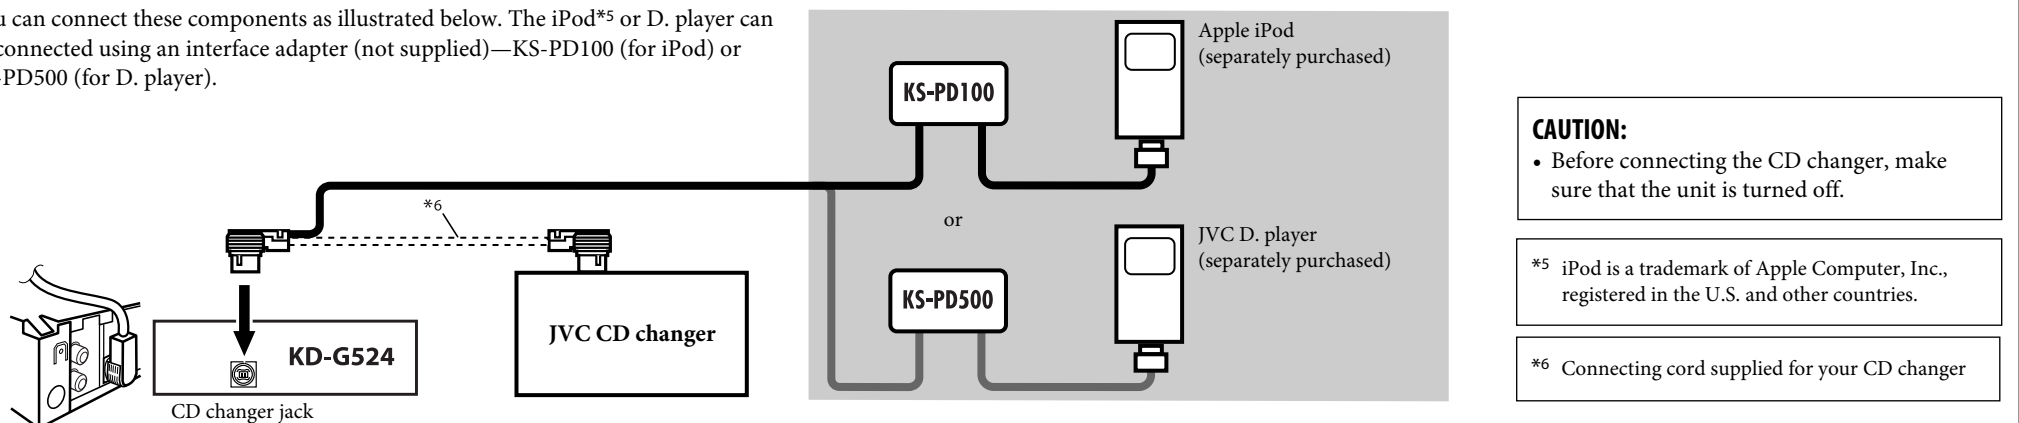 u can connect these components as illustrated below. The iPod*5 or D. player can
connected using an interface adapter (not supplied)—KS-PD100 (for iPod) or
-PD500 (for D. player).
Apple iPod
(separately purchased)
KS-PD100
or
JVC D. player
(separately purchased)
KS-PD500
*6
JVC CD changer
KD-G524
CD changer jack
CAUTION:
• Before connecting the CD changer, make
sure that the unit is turned off.
*5 iPod is a trademark of Apple Computer, Inc.,
registered in the U.S. and other countries.
*6 Connecting cord supplied for your CD changer